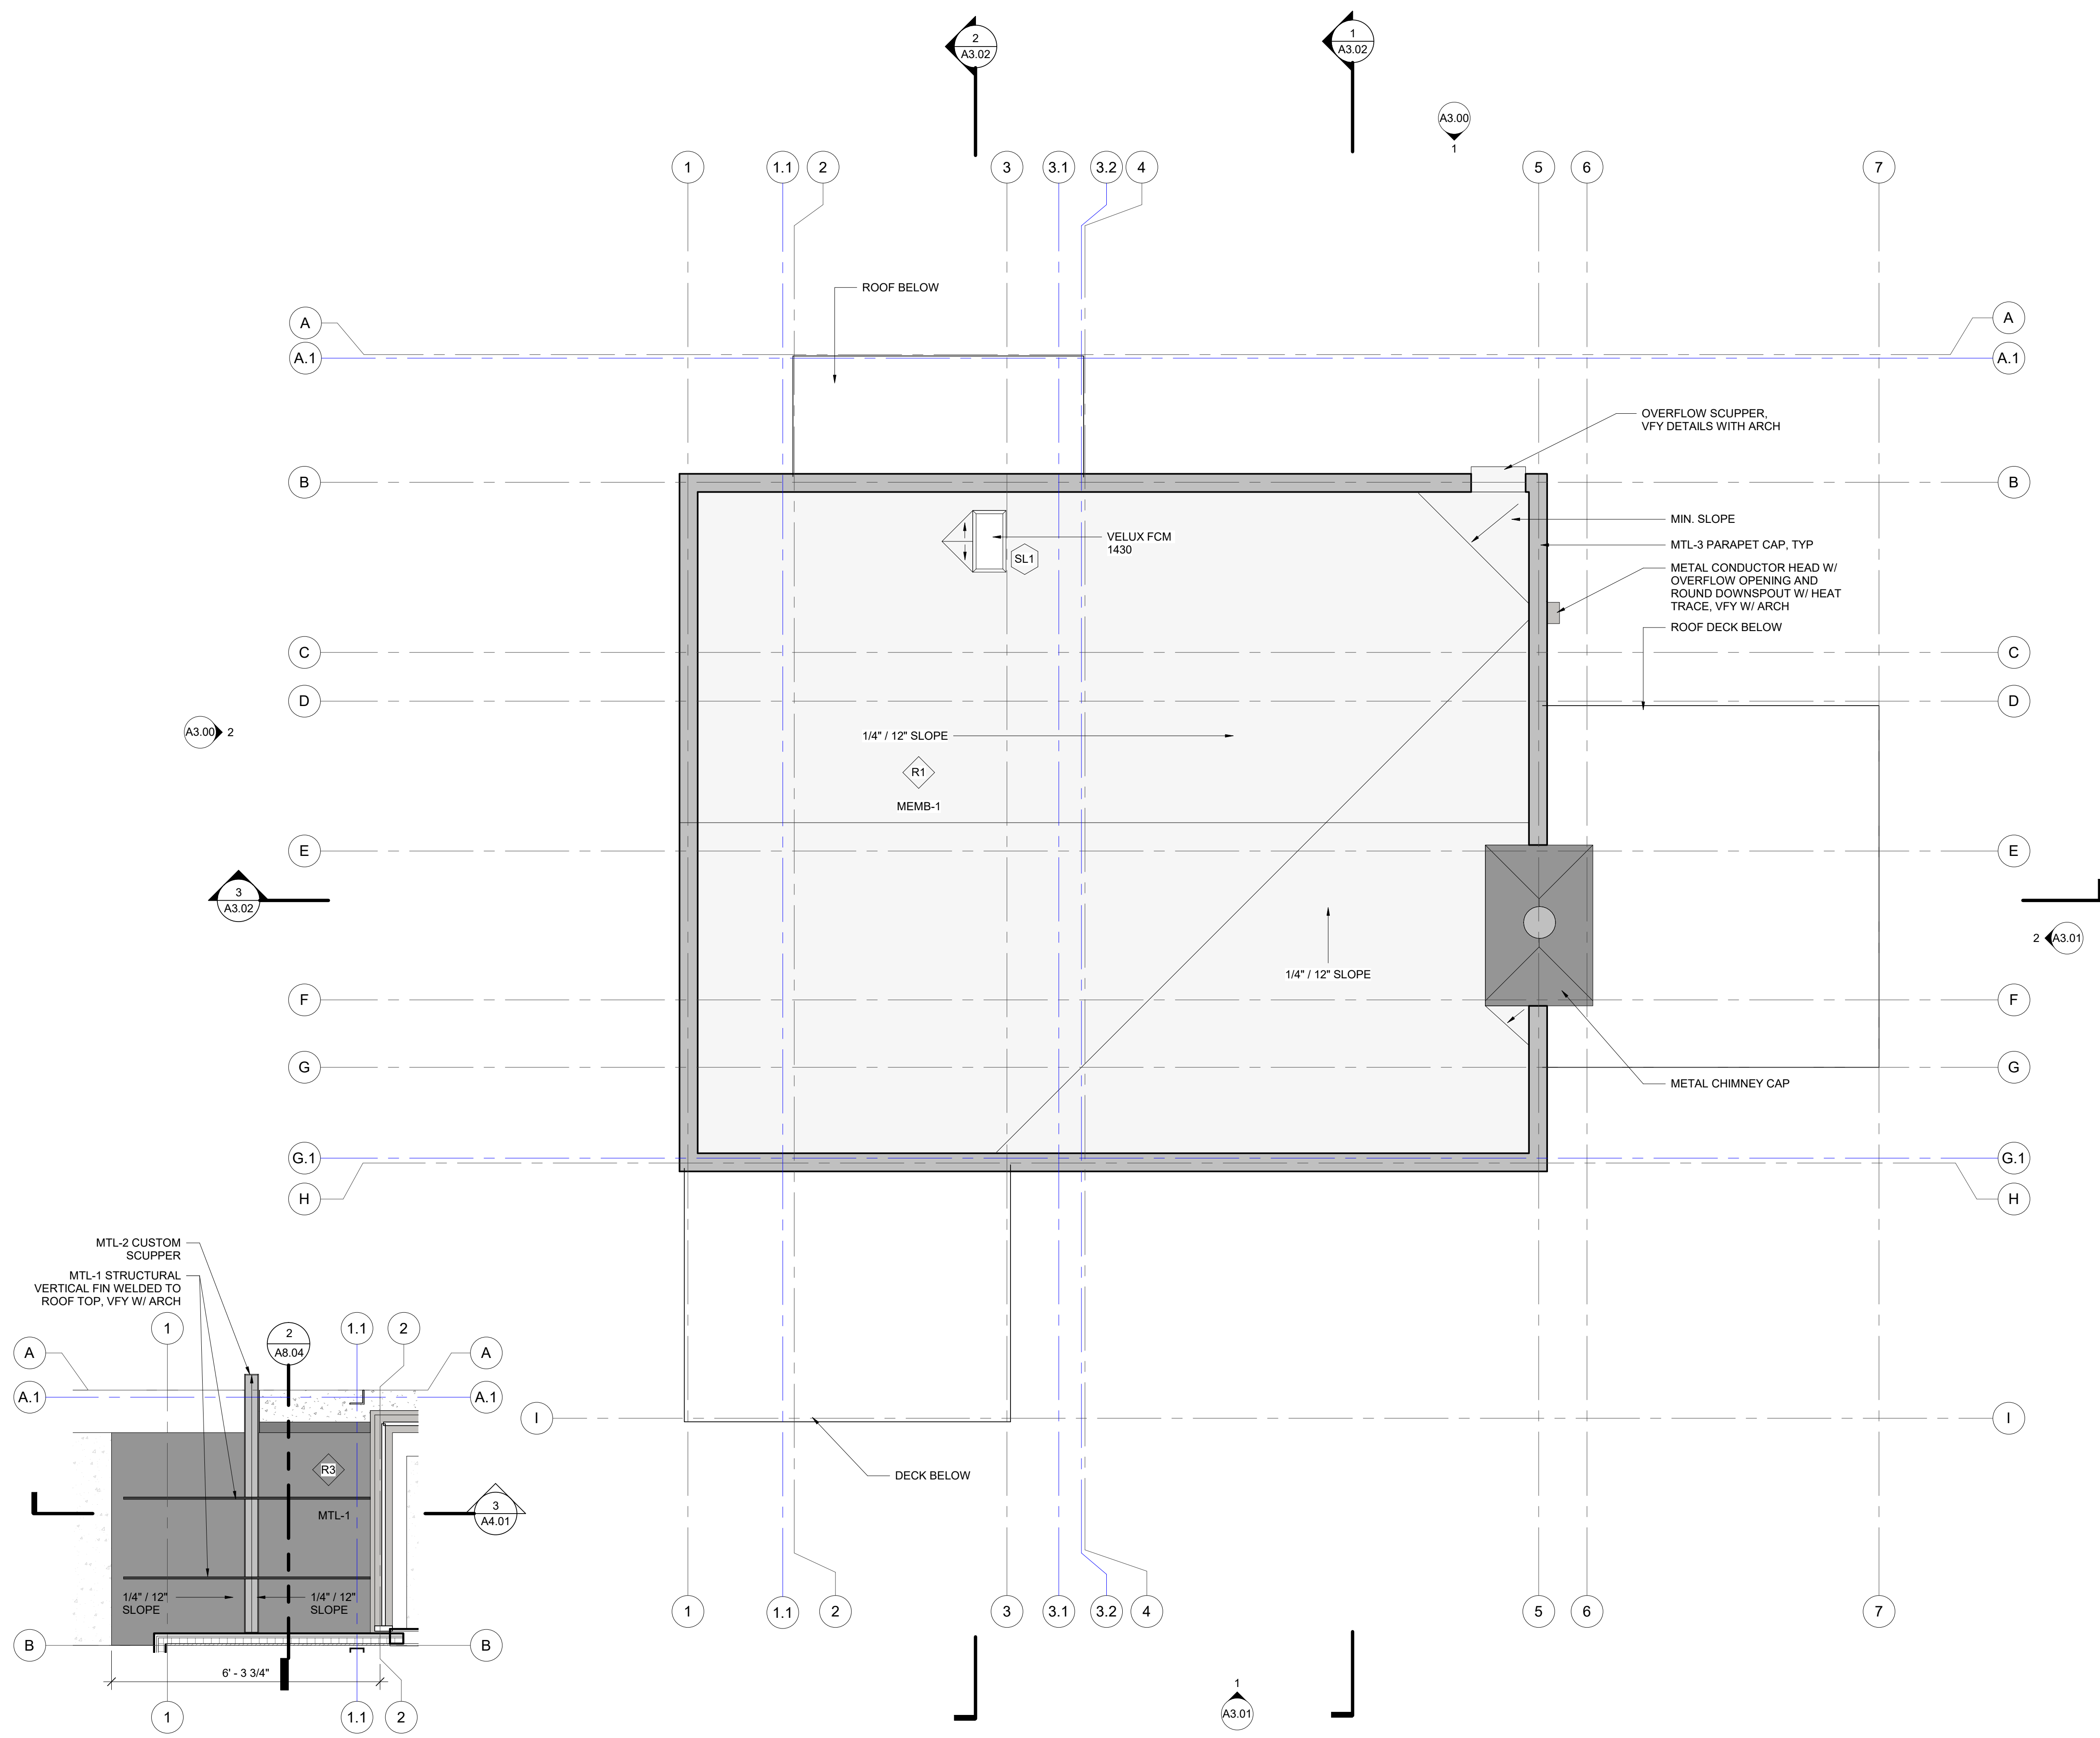 2
A3.02
1
A3.02
A3.00
1
1
1.1
2
3
3.1
3.2
4
5
6
7
ROOF BELOW
A
A
A.1
A.1
OVERFLOW SCUPPER,
VFY DETAILS WITH ARCH
B
B
MIN. SLOPE
VELUX FCM
1430
SL1
MTL-3 PARAPET CAP, TYP
METAL CONDUCTOR HEAD W/
OVERFLOW OPENING AND
ROUND DOWNSPOUT W/ HEAT
TRACE, VFY W/ ARCH
ROOF DECK BELOW
C
C
D
D
A3.00
2
1/4" / 12" SLOPE
R1
MEMB-1
E
E
3
A3.02
2
A3.01
1/4" / 12" SLOPE
F
F
G
G
METAL CHIMNEY CAP
G.1
G.1
H
H
MTL-2 CUSTOM
SCUPPER
MTL-1 STRUCTURAL
VERTICAL FIN WELDED TO
ROOF TOP, VFY W/ ARCH
1
2
A8.04
1.1
2
A
A
A.1
A.1
I
I
R3
DECK BELOW
MTL-1
3
A4.01
1/4" / 12"
SLOPE
1/4" / 12"
SLOPE
B
B
6' - 3 3/4"
1
1.1
2
1
1.1
2
3
3.1
3.2
4
5
6
7
1
A3.01